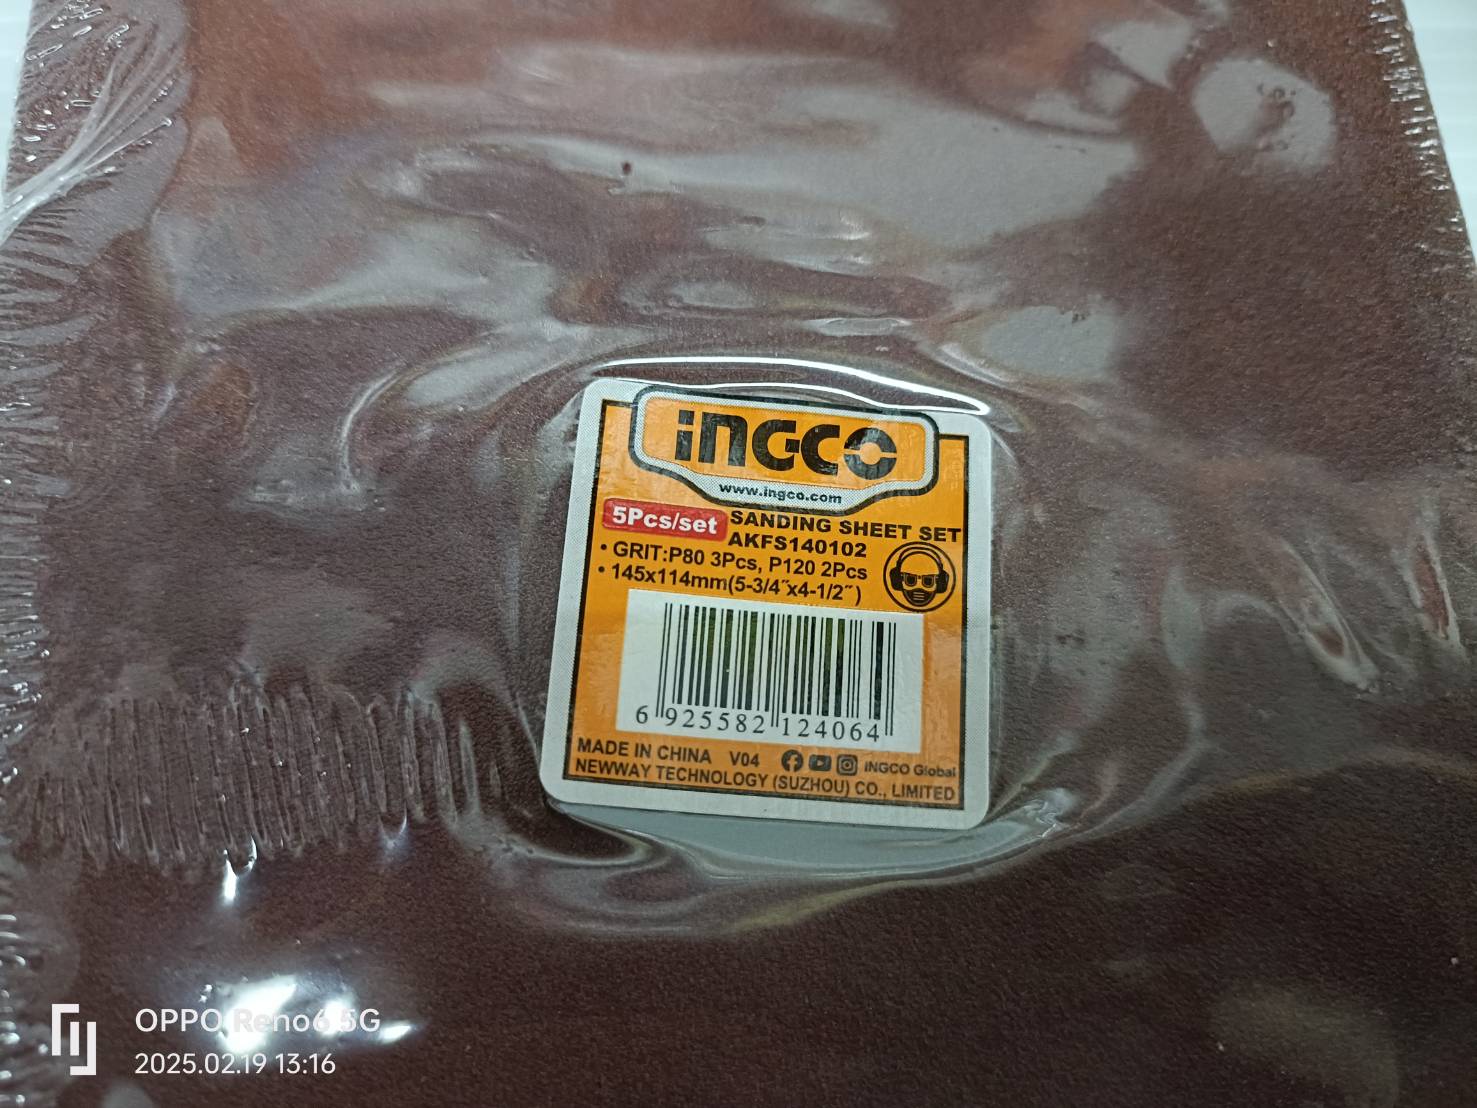 INGCO
www.ingco.com
5Pcs/set SANDING SHEET SET
AKFS140102
• GRIT:P80 3Pcs, P120 2Pcs
• 145x114mm(5-3/4˝x4-1/2˝)
6 925582 124064
MADE IN CHINA V04 INGCO Global
NEWWAY TECHNOLOGY (SUZHOU) CO., LIMITED
OPPO Reno6 5G
2025.02.19 13:16